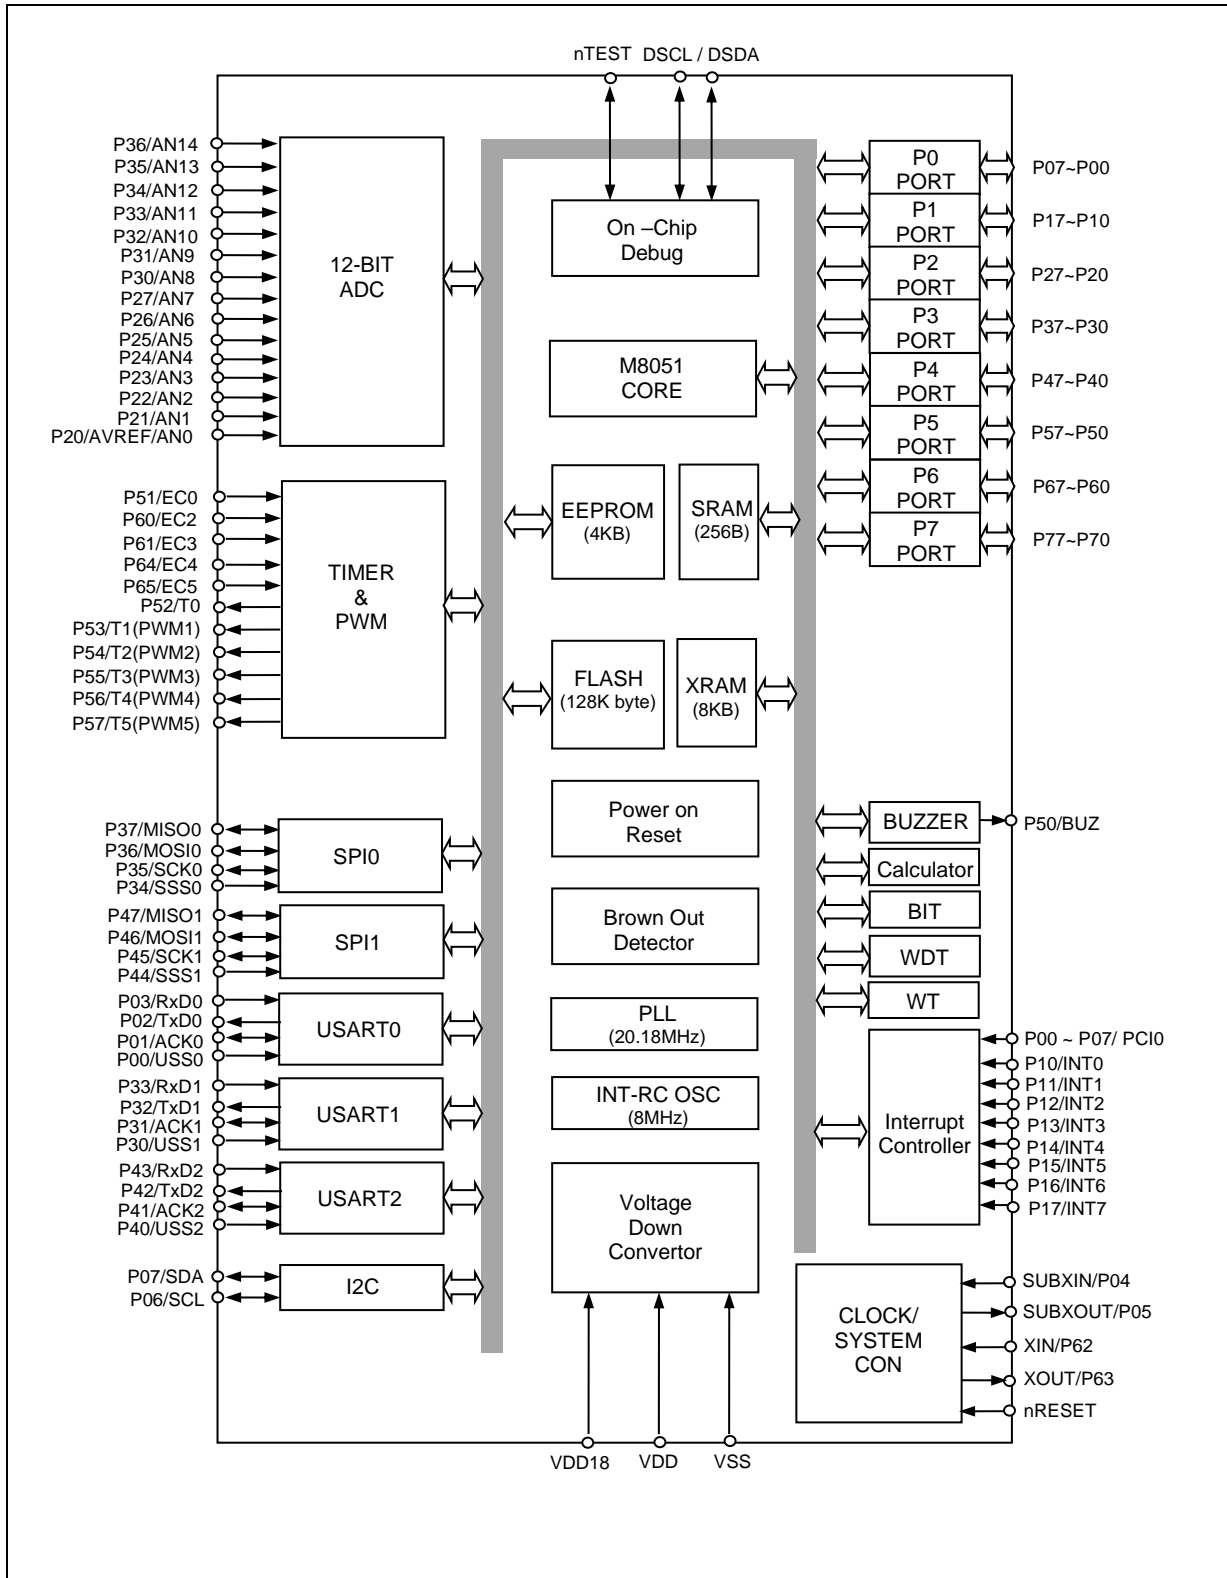 nTEST DSCL / DSDA
P36/AN14
P35/AN13
P34/AN12
P33/AN11
P32/AN10
P31/AN9
P30/AN8
P27/AN7
P26/AN6
P25/AN5
P24/AN4
P23/AN3
P22/AN2
P21/AN1
P20/AVREF/AN0
12-BIT
ADC
P51/EC0
P60/EC2
P61/EC3
P64/EC4
P65/EC5
P52/T0
P53/T1(PWM1)
P54/T2(PWM2)
P55/T3(PWM3)
P56/T4(PWM4)
P57/T5(PWM5)
TIMER
&
PWM
P37/MISO0
P36/MOSI0
P35/SCK0
P34/SSS0
SPI0
P47/MISO1
P46/MOSI1
P45/SCK1
P44/SSS1
SPI1
P03/RxD0
P02/TxD0
P01/ACK0
P00/USS0
USART0
P33/RxD1
P32/TxD1
P31/ACK1
P30/USS1
USART1
P43/RxD2
P42/TxD2
P41/ACK2
P40/USS2
USART2
P07/SDA
P06/SCL
I2C
On –Chip
Debug
M8051
CORE
EEPROM
(4KB)
SRAM
(256B)
FLASH
(128K byte)
XRAM
(8KB)
Power on
Reset
Brown Out
Detector
PLL
(20.18MHz)
INT-RC OSC
(8MHz)
Voltage
Down
Convertor
VDD18
VDD
VSS
P0
PORT
P07~P00
P1
PORT
P17~P10
P2
PORT
P27~P20
P3
PORT
P37~P30
P4
PORT
P47~P40
P5
PORT
P57~P50
P6
PORT
P67~P60
P7
PORT
P77~P70
BUZZER
P50/BUZ
Calculator
BIT
WDT
WT
Interrupt
Controller
P00 ~ P07/ PCI0
P10/INT0
P11/INT1
P12/INT2
P13/INT3
P14/INT4
P15/INT5
P16/INT6
P17/INT7
CLOCK/
SYSTEM
CON
SUBXIN/P04
SUBXOUT/P05
XIN/P62
XOUT/P63
nRESET